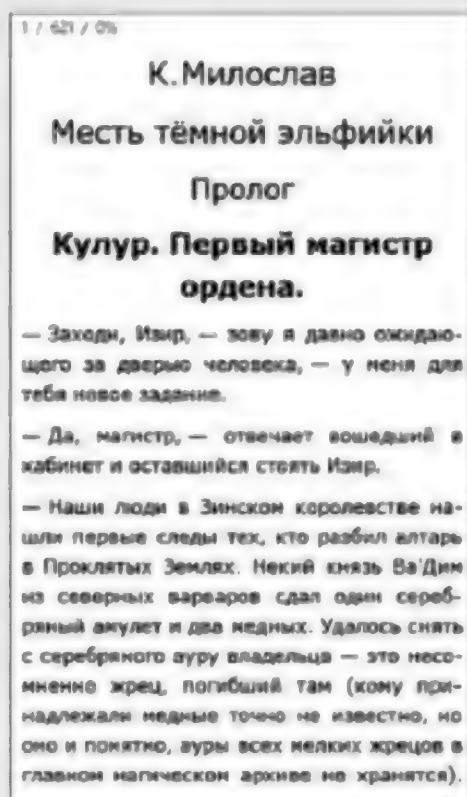 1 / 621 / 0%
К.Милослав
Месть тёмной эльфийки
Пролог
Кулур. Первый магистр
ордена.
— Заходи, Изир, — зову я давно ожидаю-
щего за дверью человека, — у меня для
тебя новое задание.
— Да, магистр, — отвечает вошедший в
кабинет и оставшийся стоять Изир.
— Наши люди в Зинском королевстве на-
шли первые следы тех, кто разбил алтарь
в Проклятых Землях. Некий князь Ва'Дим
из северных варваров сдал один сереб-
ряный амулет и два медных. Удалось снять
с серебряного ауру владельца — это несо-
мненно жрец, погибший там (кому при-
надлежали медные точно не известно, но
оно и понятно, ауры всех мелких жрецов в
главном магическом архиве не хранятся).